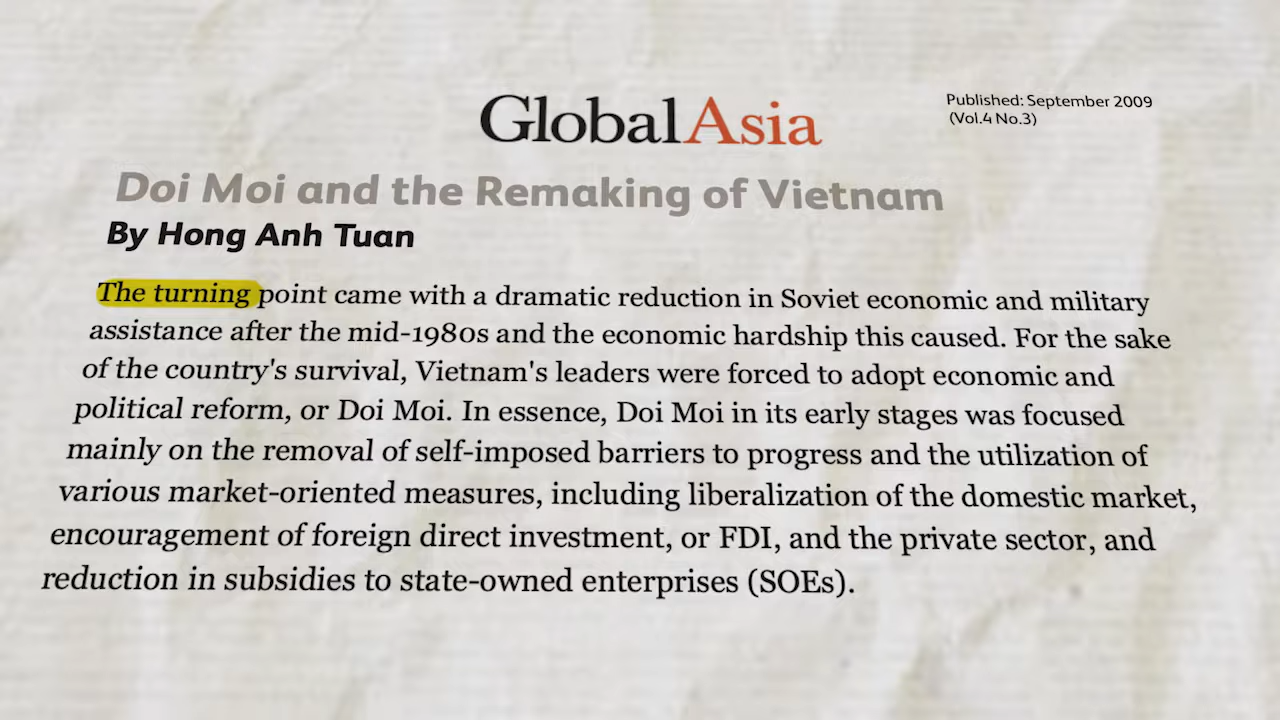 GlobalAsia
Published: September 2009
(Vol.4 No.3)
Doi Moi and the Remaking of Vietnam
By Hong Anh Tuan
The turning point came with a dramatic reduction in Soviet economic and military
assistance after the mid-1980s and the economic hardship this caused. For the sake
of the country's survival, Vietnam's leaders were forced to adopt economic and
political reform, or Doi Moi. In essence, Doi Moi in its early stages was focused
mainly on the removal of self-imposed barriers to progress and the utilization of
various market-oriented measures, including liberalization of the domestic market,
encouragement of foreign direct investment, or FDI, and the private sector, and
reduction in subsidies to state-owned enterprises (SOEs).